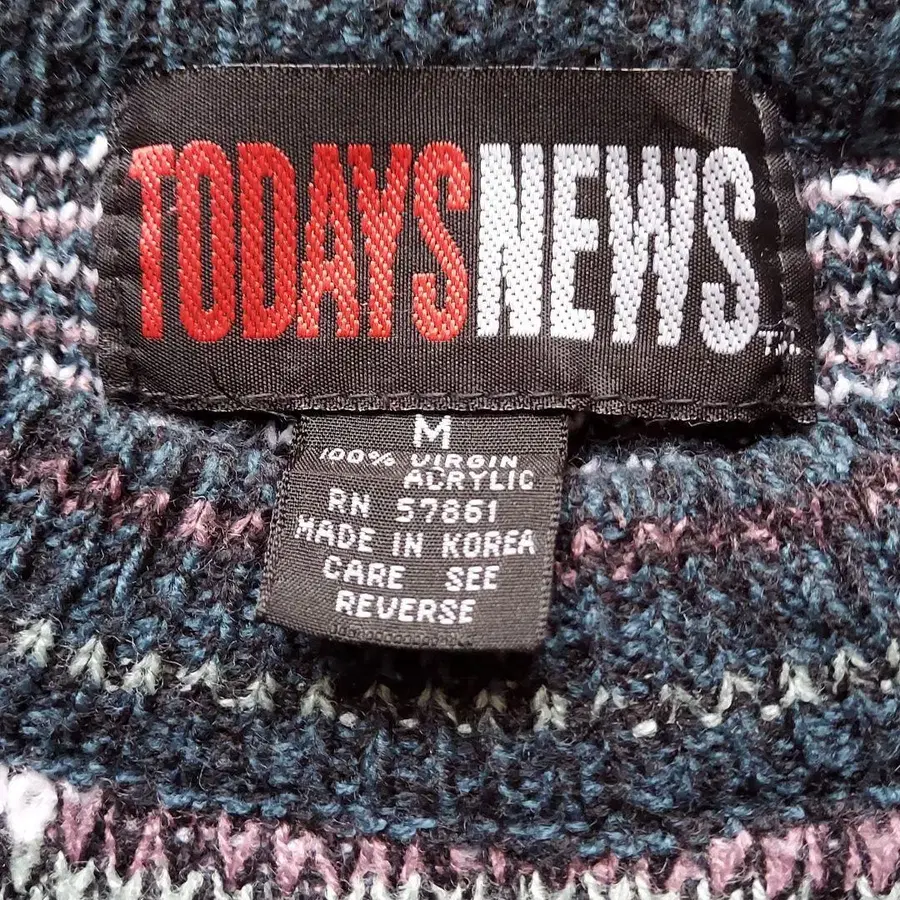 TODAYSNEWS TM
M
100% VIRGIN
ACRYLIC
RN 57861
MADE IN KOREA
CARE SEE
REVERSE